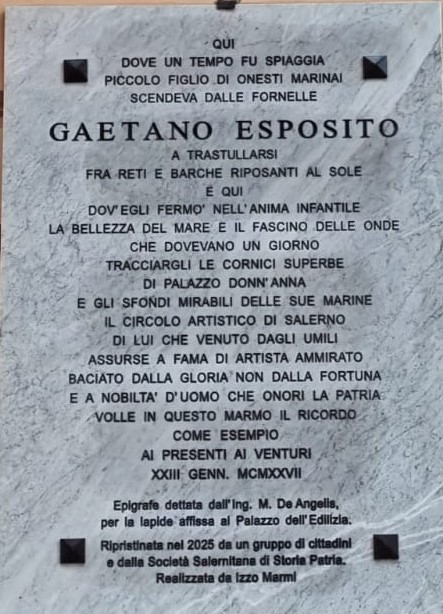 QUI
DOVE UN TEMPO FU SPIAGGIA
PICCOLO FIGLIO DI ONESTI MARINAI
SCENDEVA DALLE FORNELLE
GAETANO ESPOSITO
A TRASTULLARSI
FRA RETI E BARCHE RIPOSANTI AL SOLE
E QUI
DOV'EGLI FERMO' NELL'ANIMA INFANTILE
LA BELLEZZA DEL MARE E IL FASCINO DELLE ONDE
CHE DOVEVANO UN GIORNO
TRACCIARGLI LE CORNICI SUPERBE
DI PALAZZO DONN'ANNA
E GLI SFONDI MIRABILI DELLE SUE MARINE
IL CIRCOLO ARTISTICO DI SALERNO
DI LUI CHE VENUTO DAGLI UMILI
ASSURSE A FAMA DI ARTISTA AMMIRATO
BACIATO DALLA GLORIA NON DALLA FORTUNA
E A NOBILTA' D'UOMO CHE ONORI LA PATRIA
VOLLE IN QUESTO MARMO IL RICORDO
COME ESEMPIO
AI PRESENTI AI VENTURI
XXIII GENN. MCMXXVII
Epigrafe dettata dall'Ing. M. De Angelis,
per la lapide affissa al Palazzo dell'Edilizia.
Ripristinata nel 2025 da un gruppo di cittadini
e dalla Società Salernitana di Storia Patria.
Realizzata da Izzo Marmi